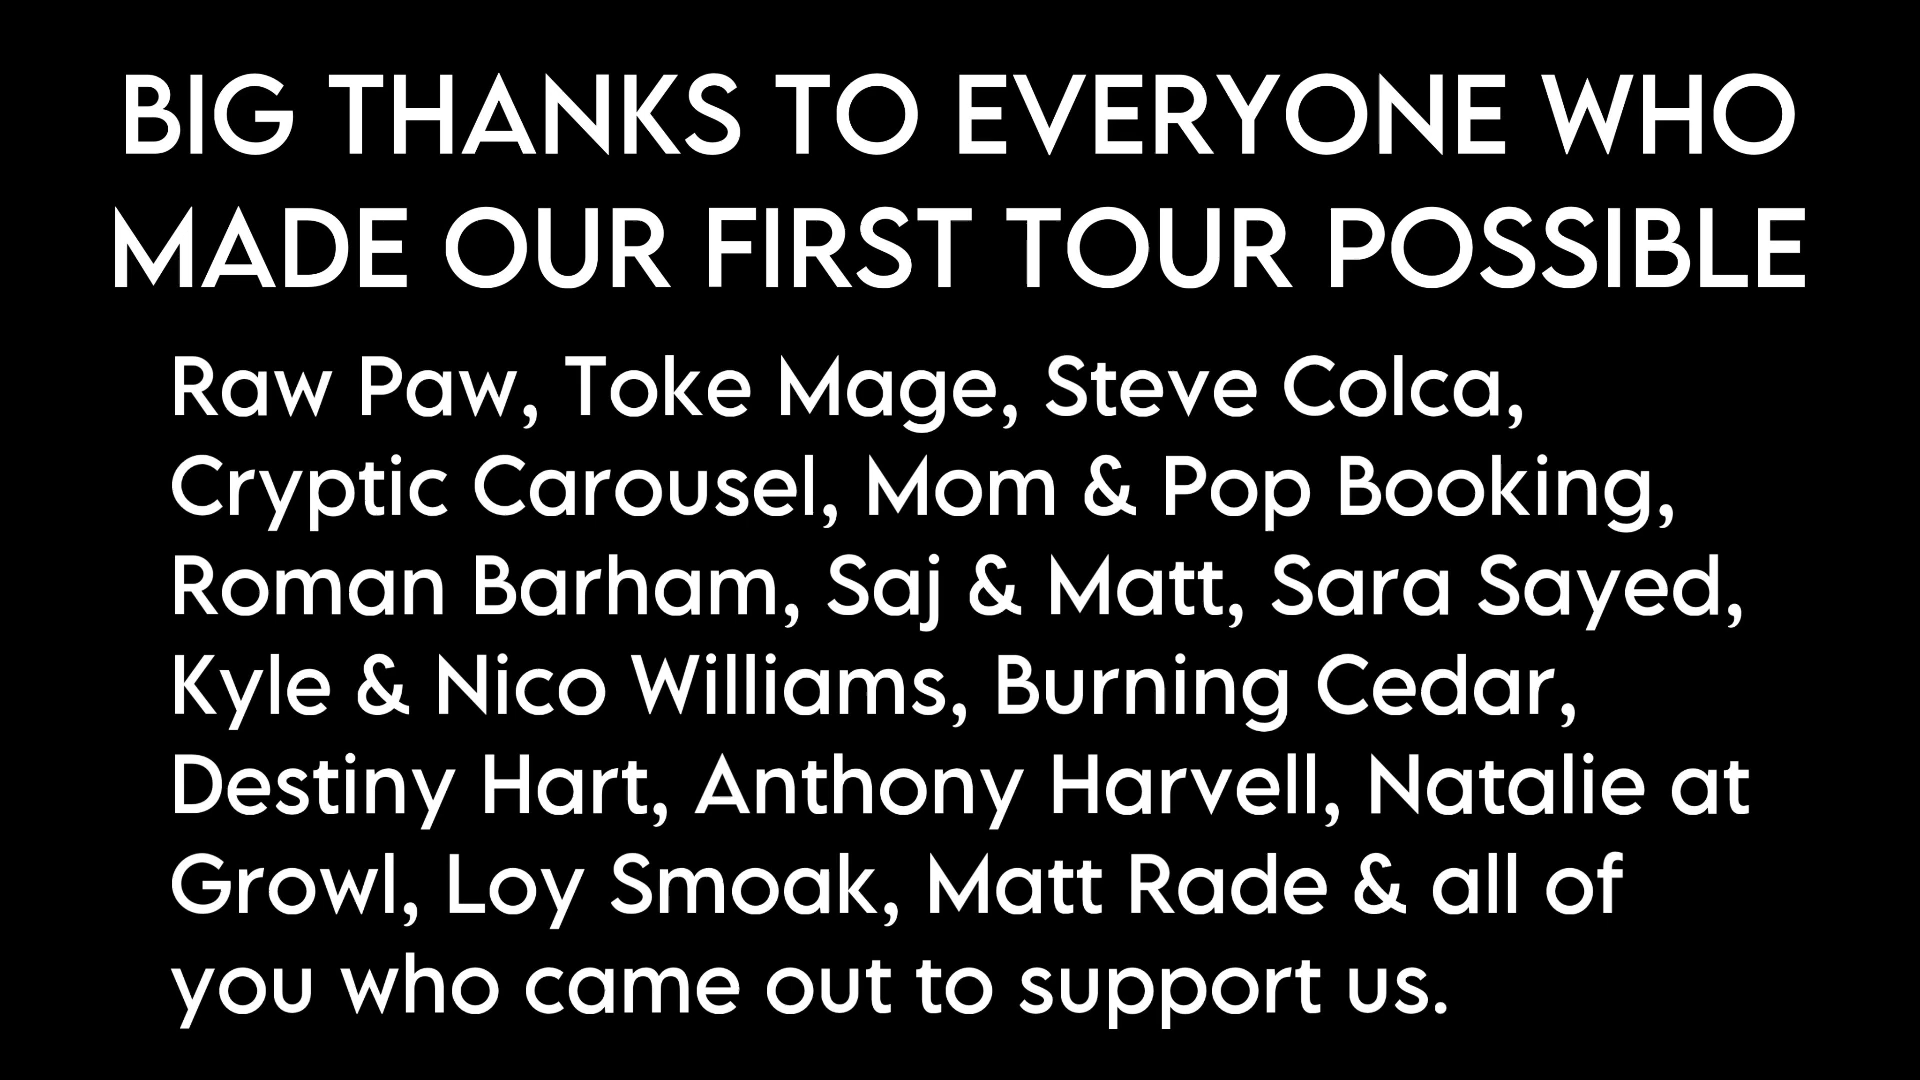 BIG THANKS TO EVERYONE WHO
MADE OUR FIRST TOUR POSSIBLE
Raw Paw, Toke Mage, Steve Colca,
Cryptic Carousel, Mom & Pop Booking,
Roman Barham, Saj & Matt, Sara Sayed,
Kyle & Nico Williams, Burning Cedar,
Destiny Hart, Anthony Harvell, Natalie at
Growl, Loy Smoak, Matt Rade & all of
you who came out to support us.